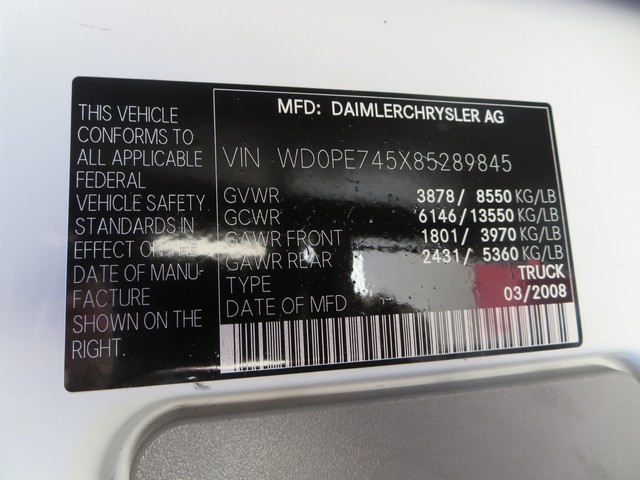 THIS VEHICLE
CONFORMS TO
ALL APPLICABLE
FEDERAL
VEHICLE SAFETY
STANDARDS IN
EFFECT ON THE
DATE OF MANU-
FACTURE
SHOWN ON THE
RIGHT.
MFD: DAIMLERCHRYSLER AG
VIN WD0PE745X85289845
GVWR 3878/ 8550 KG/LB
GCWR 6146/13550 KG/LB
GAWR FRONT 1801/ 3970 KG/LB
GAWR REAR 2431/ 5360 KG/LB
TYPE TRUCK
DATE OF MFD 03/2008